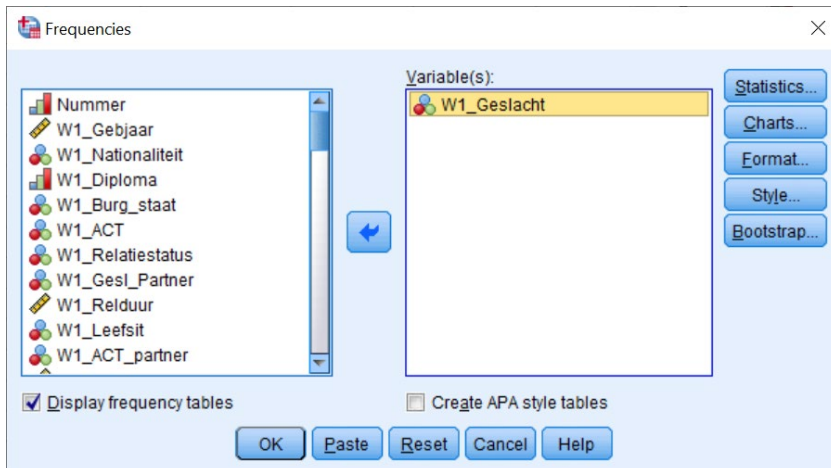 Frequencies
Variable(s):
Nummer
W1_Gebjaar
W1_Nationaliteit
W1_Diploma
W1_Burg_staat
W1_ACT
W1_Relatiestatus
W1_Gesl_Partner
W1_Relduur
W1_Leefsit
W1_ACT_partner
W1_Geslacht
Statistics...
Charts...
Format...
Style...
Bootstrap...
Display frequency tables
Create APA style tables
OK Paste Reset Cancel Help